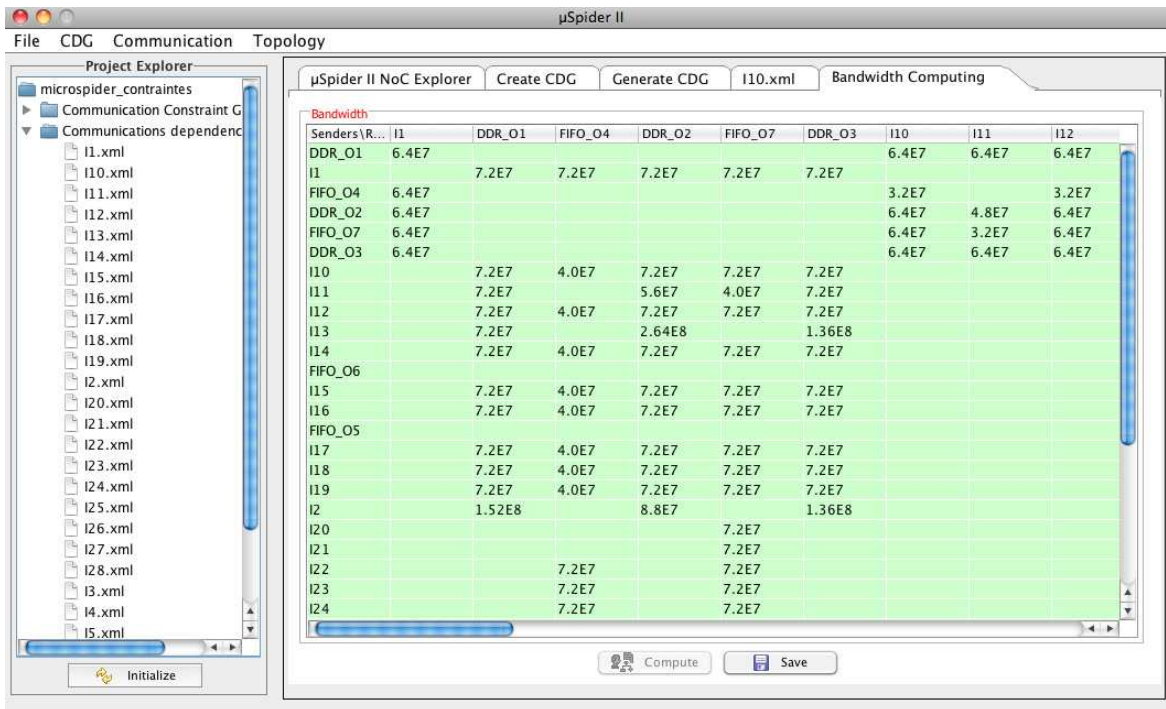 µSpider II
File CDG Communication Topology
Project Explorer
microspider_contraintes
Communication Constraint G
Communications dependenc
I1.xml
I10.xml
I11.xml
I12.xml
I13.xml
I14.xml
I15.xml
I16.xml
I17.xml
I18.xml
I19.xml
I2.xml
I20.xml
I21.xml
I22.xml
I23.xml
I24.xml
I25.xml
I26.xml
I27.xml
I28.xml
I3.xml
I4.xml
I5.xml
Initialize
µSpider II NoC Explorer Create CDG Generate CDG I10.xml Bandwidth Computing
Bandwidth
Senders\R... I1 DDR_O1 FIFO_O4 DDR_O2 FIFO_O7 DDR_O3 I10 I11 I12
DDR_O1 6.4E7 6.4E7 6.4E7 6.4E7
I1 7.2E7 7.2E7 7.2E7 7.2E7 7.2E7
FIFO_O4 6.4E7 3.2E7 3.2E7
DDR_O2 6.4E7 6.4E7 4.8E7 6.4E7
FIFO_O7 6.4E7 6.4E7 3.2E7 6.4E7
DDR_O3 6.4E7 6.4E7 6.4E7 6.4E7
I10 7.2E7 4.0E7 7.2E7 7.2E7 7.2E7
I11 7.2E7 5.6E7 4.0E7 7.2E7
I12 7.2E7 4.0E7 7.2E7 7.2E7 7.2E7
I13 7.2E7 2.64E8 1.36E8
I14 7.2E7 4.0E7 7.2E7 7.2E7 7.2E7
FIFO_O6
I15 7.2E7 4.0E7 7.2E7 7.2E7 7.2E7
I16 7.2E7 4.0E7 7.2E7 7.2E7 7.2E7
FIFO_O5
I17 7.2E7 4.0E7 7.2E7 7.2E7 7.2E7
I18 7.2E7 4.0E7 7.2E7 7.2E7 7.2E7
I19 7.2E7 4.0E7 7.2E7 7.2E7 7.2E7
I2 1.52E8 8.8E7 1.36E8
I20 7.2E7
I21 7.2E7
I22 7.2E7 7.2E7
I23 7.2E7 7.2E7
I24 7.2E7 7.2E7
Compute Save